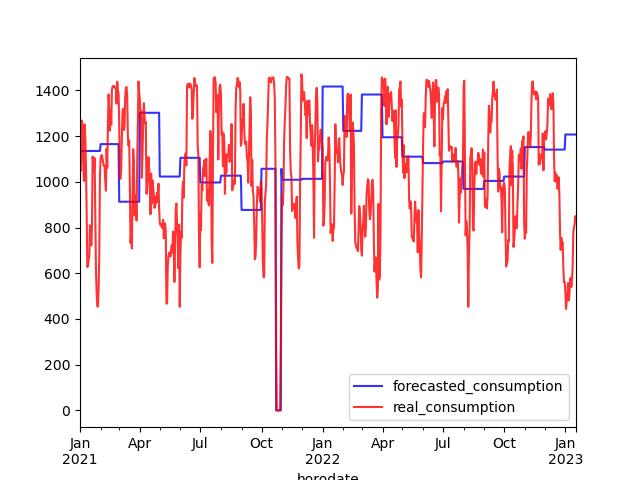 1400
1200
1000
800
600
400
200
0
forecasted_consumption
real_consumption
Jan Apr Jul Oct Jan Apr Jul Oct Jan
2021 2022 2023
horodate